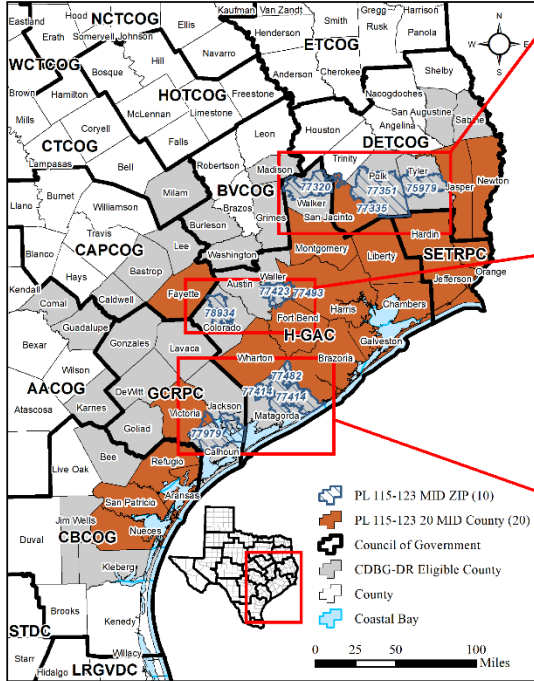 Kaufman Van Zandt
Gregg Harrison
Smith
Rusk
Panola
Hood
Ellis
Eastland
NCTCOG
Erath Somervell Johnson
Navarro
Henderson
ETCOG
N
W E
S
Hill
WCTCOG
Bosque
Anderson
Cherokee
Shelby
Brown
Hamilton
HOTCOG
Freestone
Nacogdoches
Mills
McLennan
Limestone
San Augustine
Sabine
Coryell
Leon
Houston
Angelina
CTCOG
Falls
DETCOG
Lampasas
Bell
Robertson
Madison
Trinity
Polk
Tyler
Newton
BVCOG
77320
77351
75979
Jasper
Llano
Burnet
Milam
Brazos
Walker
Williamson
Grimes
77335
San Jacinto
Burleson
Hardin
Travis
Montgomery
CAPCOG
Lee
Washington
Liberty
SETRPC
Blanco
Hays
Bastrop
Waller
Orange
Austin
Jefferson
Kendall
Fayette
77423
77493
Comal
Caldwell
78934
Harris
Chambers
Fort Bend
Guadalupe
Colorado
H-GAC
Galveston
Bexar
Gonzales
Lavaca
Wharton
Brazoria
Wilson
AACOG
DeWitt
77482
GCRPC
Jackson
77414
77414
Atascosa
Karnes
Victoria
Matagorda
Goliad
77979
Bee
Calhoun
Live Oak
Refugio
San Patricio
Aransas
Jim Wells
Nueces
Duval
CBCOG
Kleberg
Brooks
Kenedy
STDC
Willacy
Starr
Hidalgo
LRGVDC
PL 115-123 MID ZIP (10)
PL 115-123 20 MID County (20)
Council of Government
CDBG-DR Eligible County
County
Coastal Bay
0 25 50 100
Miles